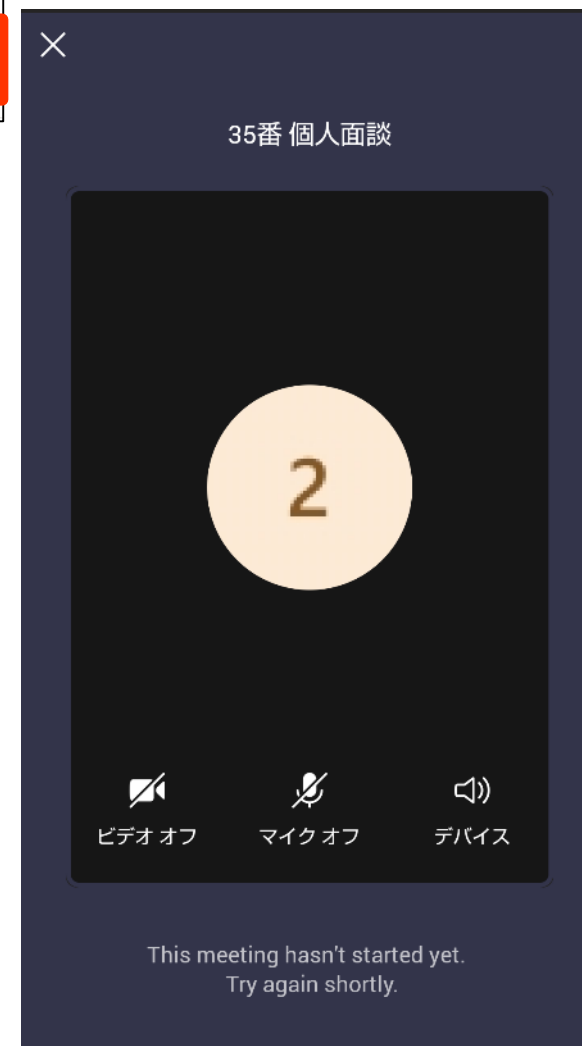 35番 個人面談
2
ビデオ オフ
マイク オフ
デバイス
This meeting hasn't started yet.
Try again shortly.